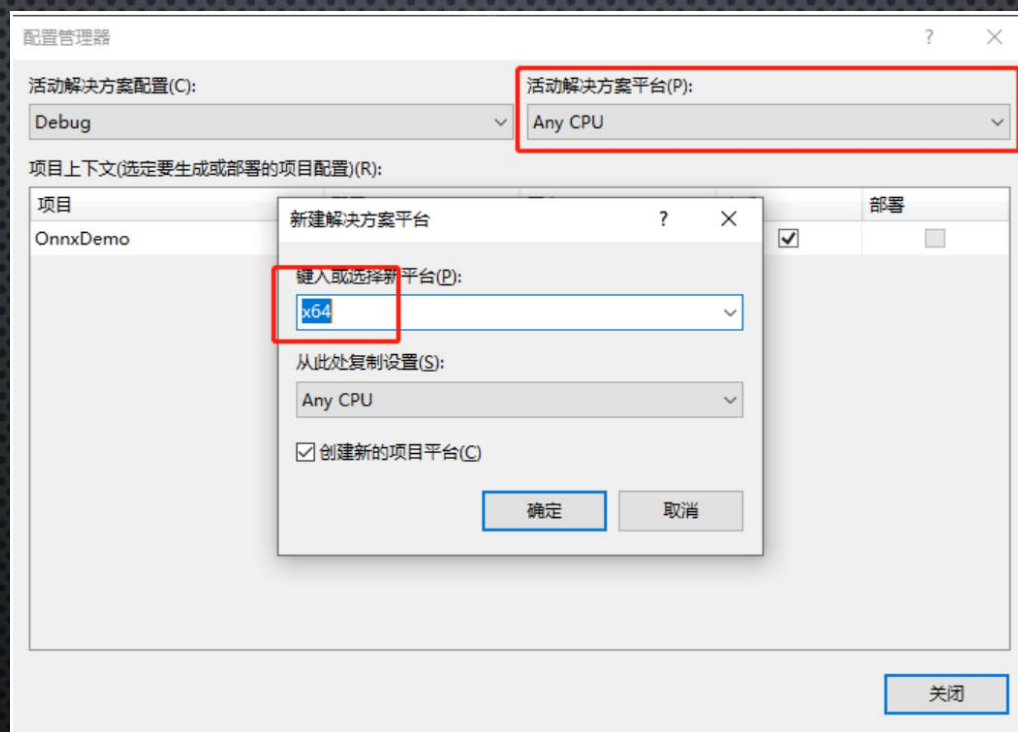 配置管理器
活动解决方案配置(C):
活动解决方案平台(P):
Debug
Any CPU
项目上下文(选定要生成或部署的项目配置)(R):
项目
部署
OnnxDemo
新建解决方案平台
键入或选择新平台(P):
x64
从此处复制设置(S):
Any CPU
创建新的项目平台(C)
确定
取消
关闭